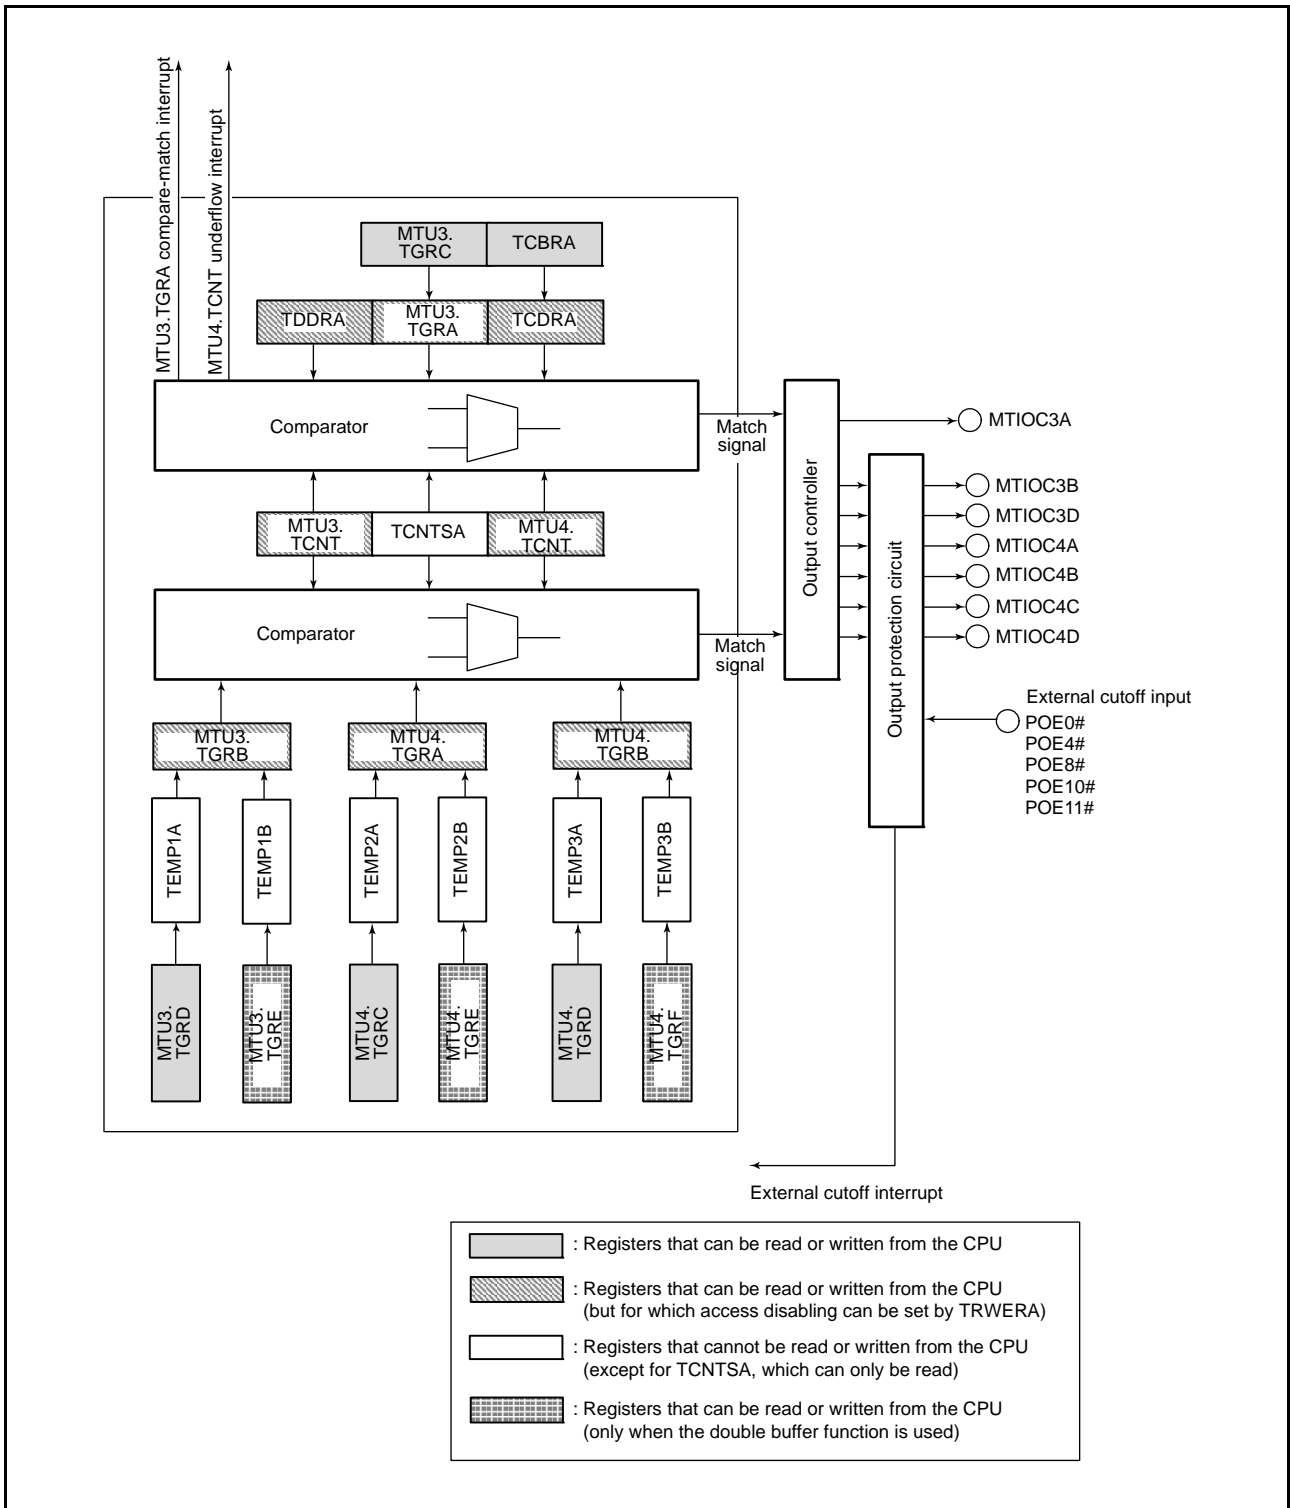 MTU3.TGRA compare-match interrupt
MTU4.TCNT underflow interrupt
MTU3.
TGRC
TCBRA
TDDRA
MTU3.
TGRA
TCDRA
Comparator
Match
signal
MTU3.
TCNT
TCNTSA
MTU4.
TCNT
Comparator
Match
signal
Output controller
Output protection circuit
MTIOC3A
MTIOC3B
MTIOC3D
MTIOC4A
MTIOC4B
MTIOC4C
MTIOC4D
External cutoff input
POE0#
POE4#
POE8#
POE10#
POE11#
MTU3.
TGRB
MTU4.
TGRA
MTU4.
TGRB
TEMP1A
TEMP1B
TEMP2A
TEMP2B
TEMP3A
TEMP3B
MTU3.
TGRD
MTU3.
TGRE
MTU4.
TGRC
MTU4.
TGRE
MTU4.
TGRD
MTU4.
TGRF
External cutoff interrupt
: Registers that can be read or written from the CPU
: Registers that can be read or written from the CPU
(but for which access disabling can be set by TRWERA)
: Registers that cannot be read or written from the CPU
(except for TCNTSA, which can only be read)
: Registers that can be read or written from the CPU
(only when the double buffer function is used)